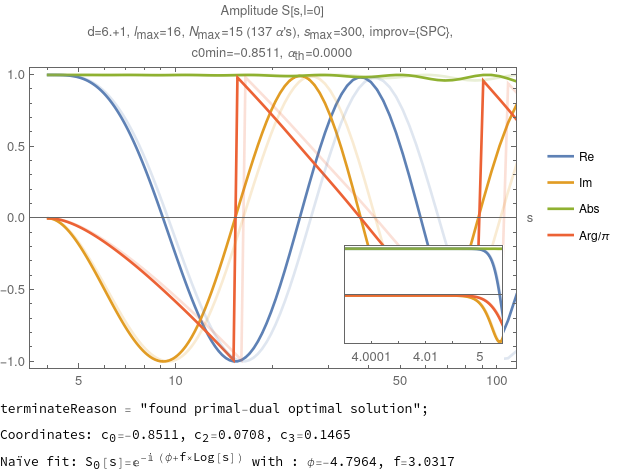 Amplitude S[s,l=0]
d=6.+1, lmax=16, Nmax=15 (137 α's), smax=300, improv={SPC},
c0min=-0.8511, αth=0.0000
1.0
0.5
0.0
-0.5
-1.0
s
5
10
50
100
4.0001
4.01
5
Re
Im
Abs
Arg/π
terminateReason = "found primal-dual optimal solution";
Coordinates: c0=-0.8511, c2=0.0708, c3=0.1465
Naïve fit: S0[s]=e^-i (ϕ+f×Log[s]) with : ϕ=-4.7964, f=3.0317